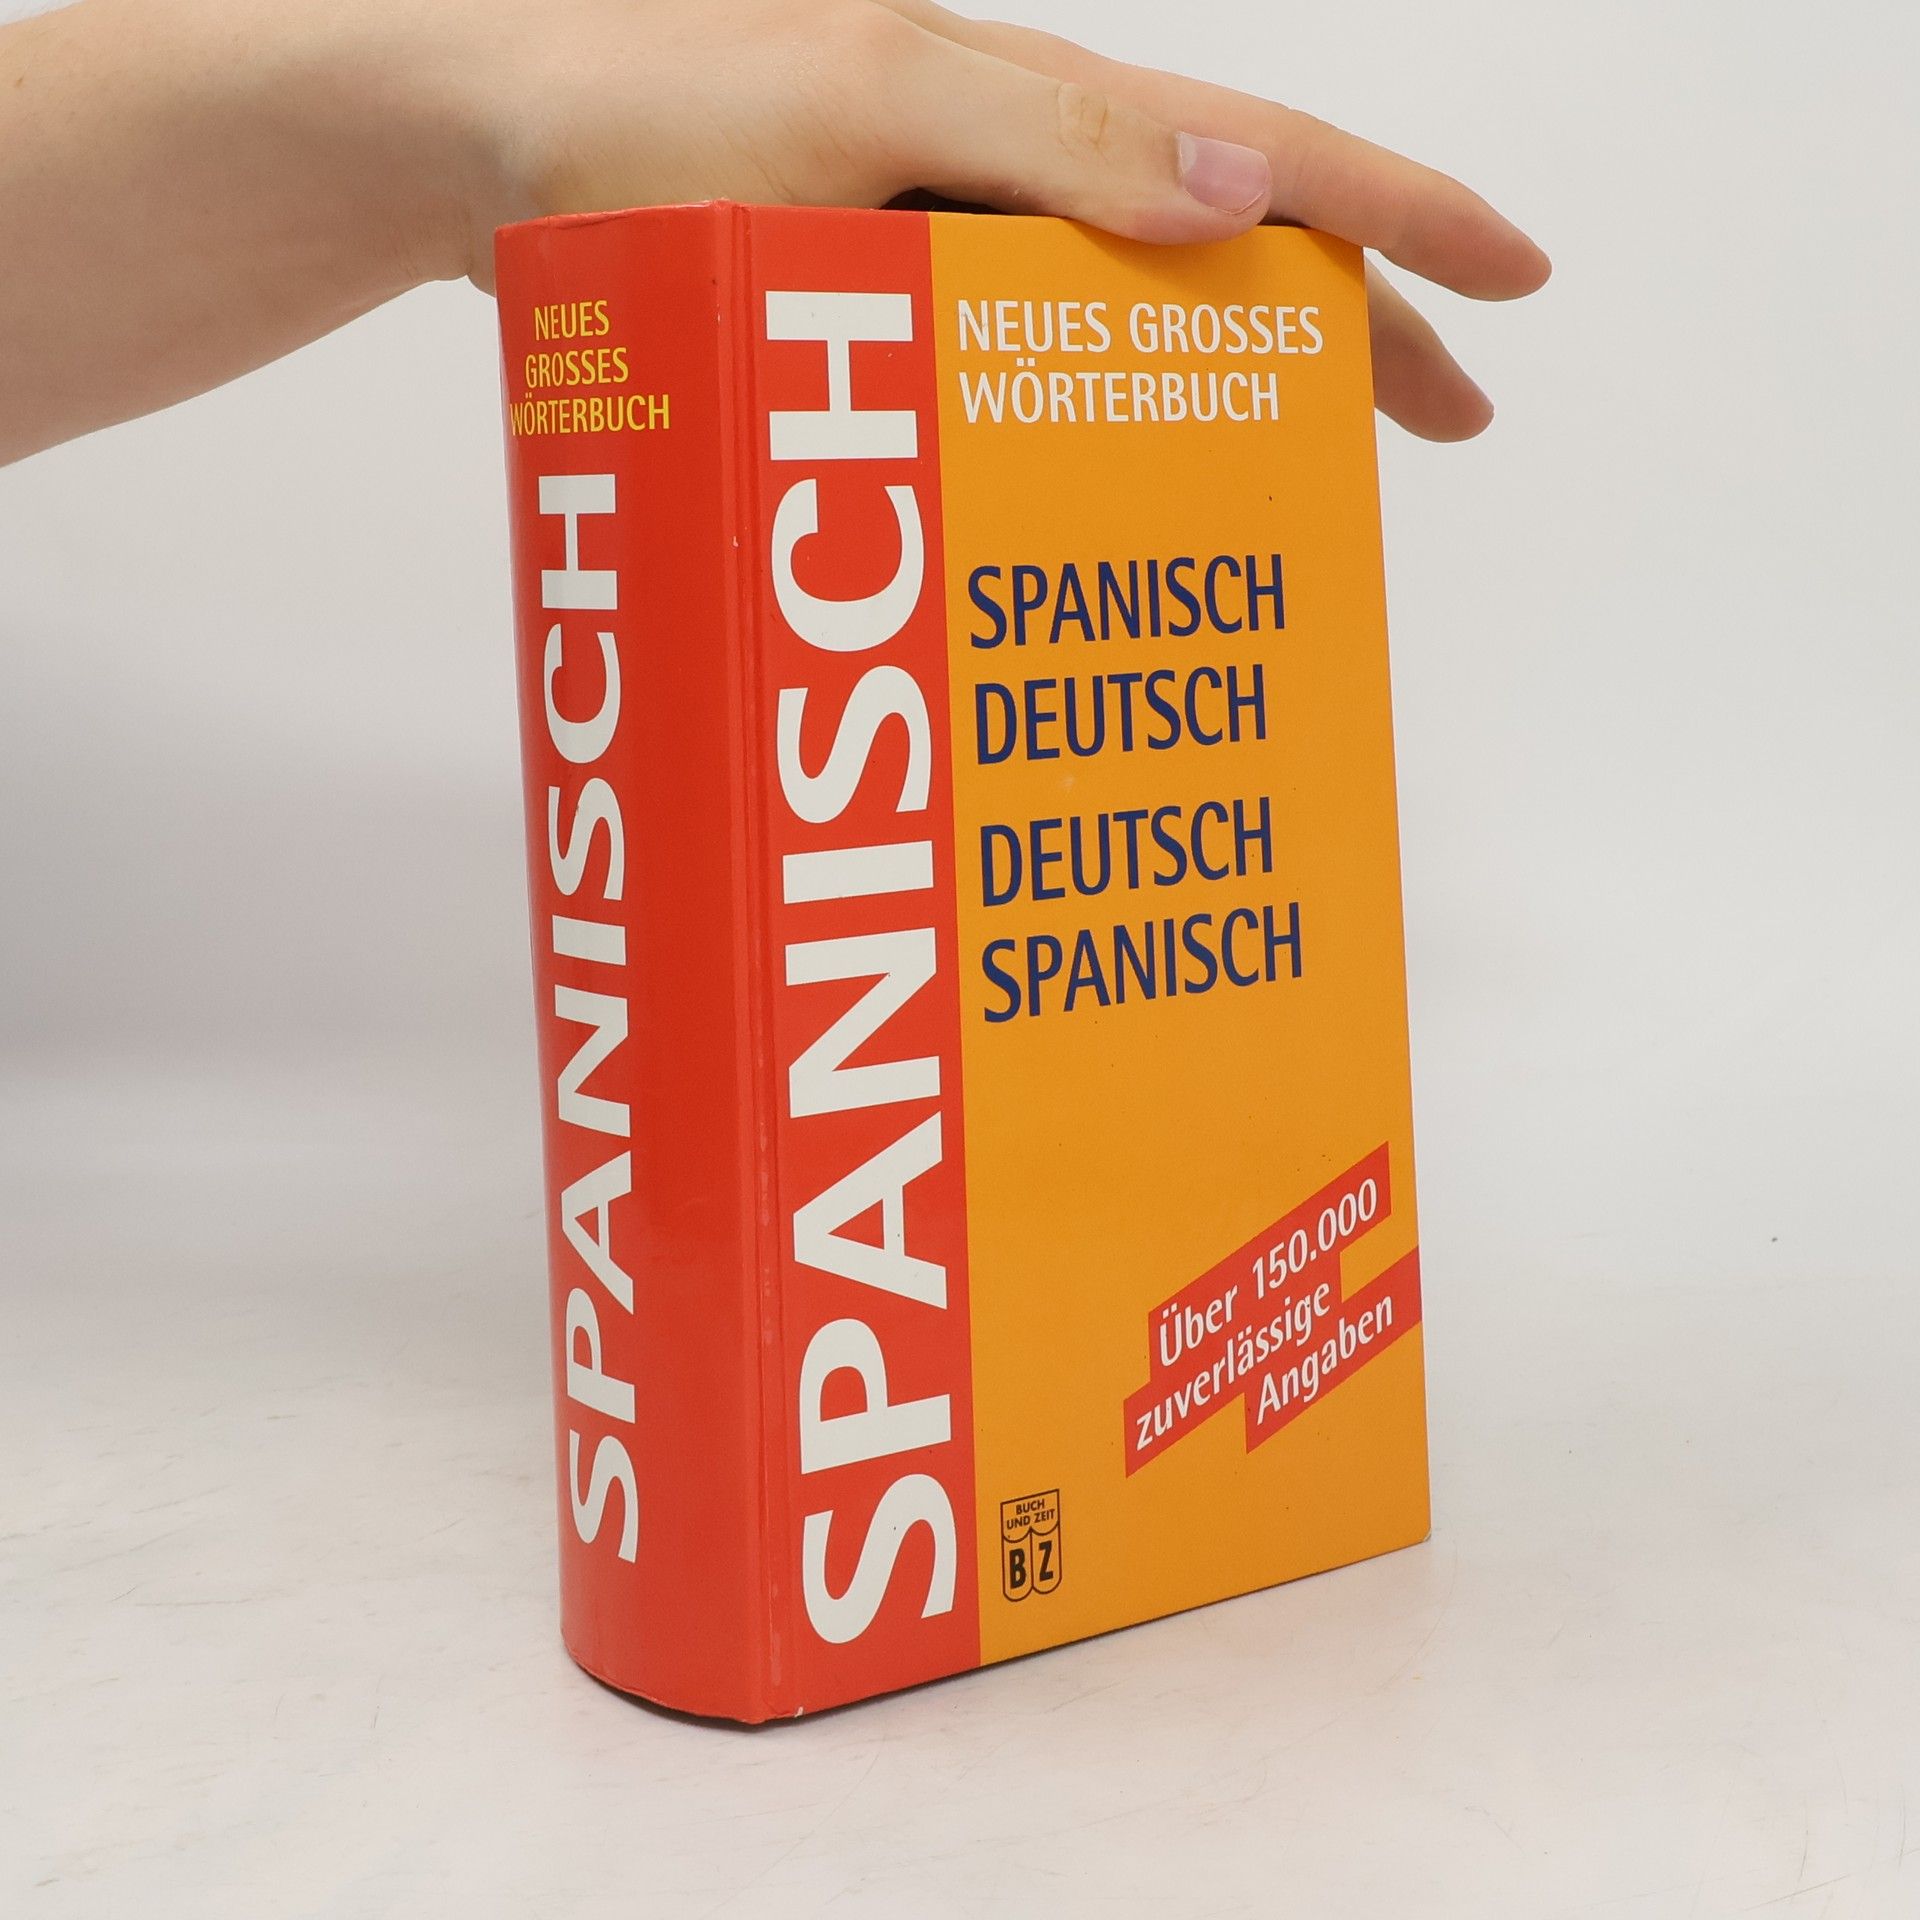 NEUES
GROSSES
WÖRTERBUCH
SPANISCH
SPANISCH
NEUES GROSSES
WÖRTERBUCH
SPANISCH
DEUTSCH
DEUTSCH
SPANISCH
Über 150.000
zuverlässige
Angaben
BUCH
UND ZEIT
B Z